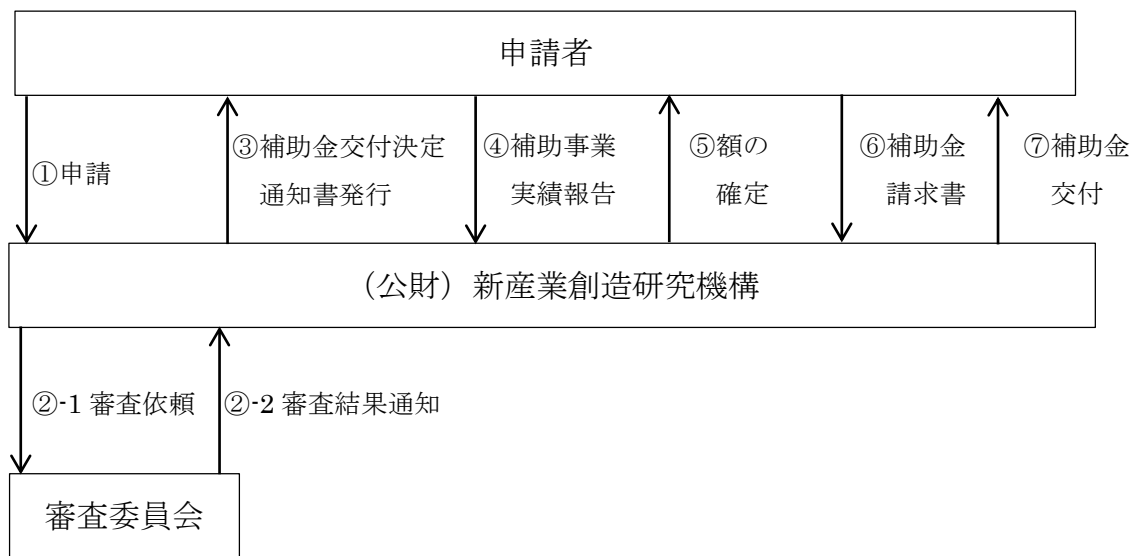 申請者
①申請
③補助金交付決定
通知書発行
④補助事業
実績報告
⑤額の
確定
⑥補助金
請求書
⑦補助金
交付
（公財）新産業創造研究機構
②-1 審査依頼
②-2 審査結果通知
審査委員会